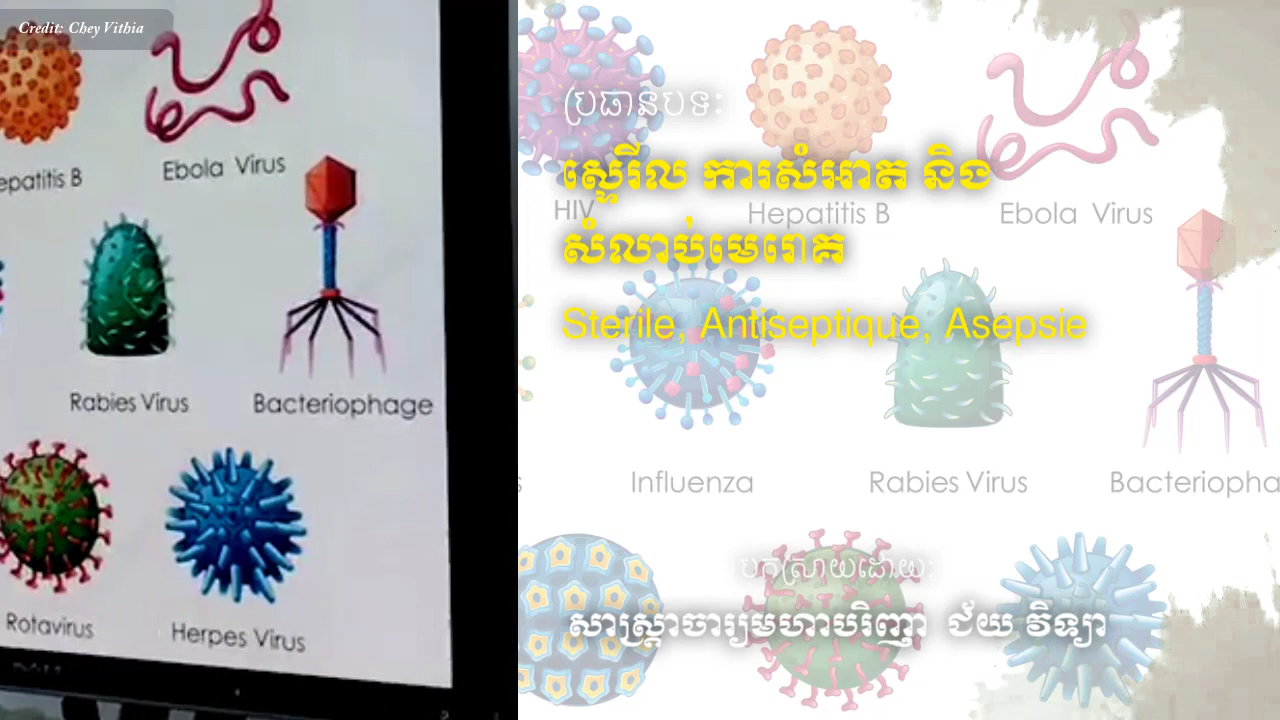 Credit: Chey Vithia
epatitis B
Ebola Virus
Rabies Virus
Bacteriophage
Rotavirus
Herpes Virus
ប្រធានបទ:
ស្ទើរីល ការសំអាត និង
សំលាប់មេរោគ
Sterile, Antiseptique, Asepsie
HIV
Hepatitis B
Ebola Virus
s
Influenza
Rabies Virus
Bacteriopha
បកស្រាយដោយ:
សាស្ត្រាចារ្យមហាបរិញ្ញា ជ័យ វិទ្យា